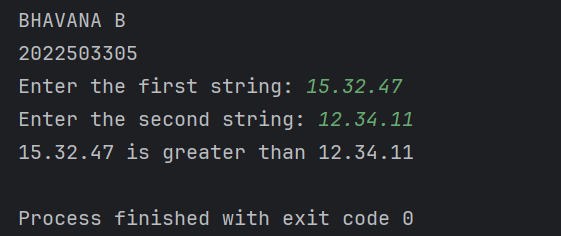 BHAVANA B
2022503305
Enter the first string: 15.32.47
Enter the second string: 12.34.11
15.32.47 is greater than 12.34.11
Process finished with exit code 0